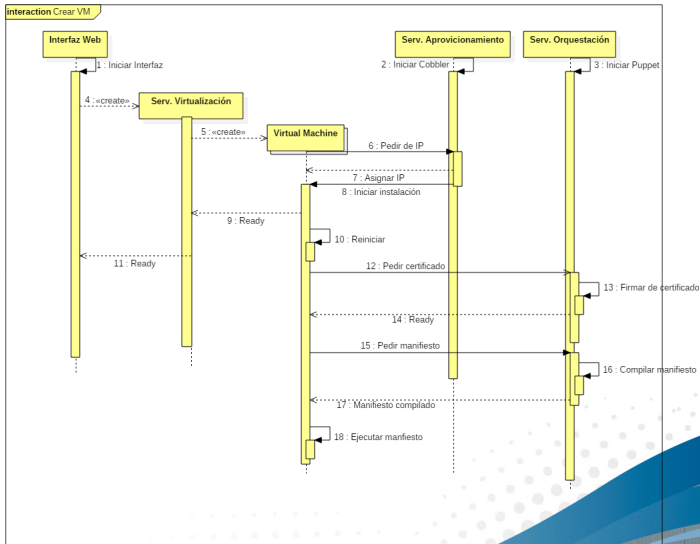 interaction Crear VM
Interfaz Web
Serv. Aprovicionamiento
Serv. Orquestación
1 : Iniciar Interfaz
2 : Iniciar Cobbler
3 : Iniciar Puppet
4 : «create»
Serv. Virtualización
5 : «create»
Virtual Machine
6 : Pedir de IP
7 : Asignar IP
8 : Iniciar instalación
9 : Ready
10 : Reiniciar
11 : Ready
12 : Pedir certificado
13 : Firmar de certificado
14 : Ready
15 : Pedir manifiesto
16 : Compilar manifiesto
17 : Manifiesto compilado
18 : Ejecutar manfiesto